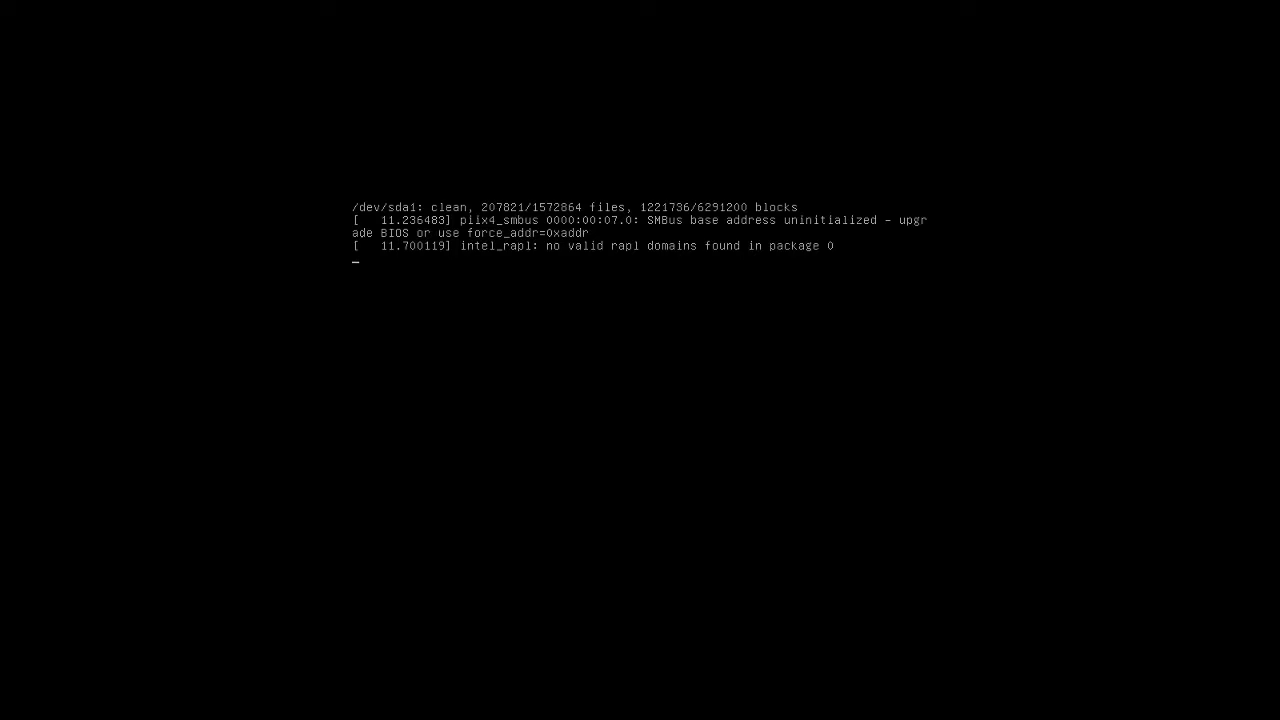 /dev/sda1: clean, 207821/1572864 files, 1221736/6291200 blocks
[   11.236483] piix4_smbus 0000:00:07.0: SMBus base address uninitialized - upgr
ade BIOS or use force_addr=0xaddr
[   11.700119] intel_rapl: no valid rapl domains found in package 0
_